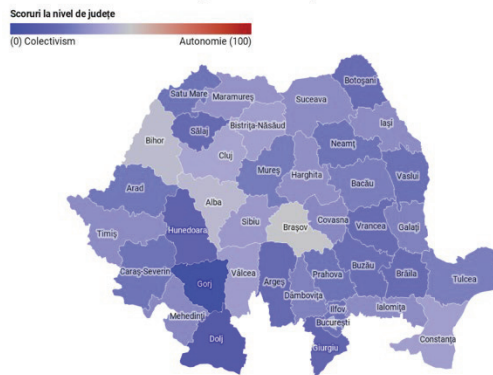 Scoruri la nivel de județe
(0) Colectivism Autonomie (100)
Botoșani
Satu Mare
Maramureș
Suceava
Iași
Bistrița-Năsăud
Sălaj
Bihor
Neamț
Cluj
Mureș
Harghita
Bacău
Vaslui
Arad
Alba
Hunedoara
Sibiu
Brașov
Covasna
Vrancea
Galați
Timiș
Caraș-Severin
Gorj
Vâlcea
Argeș
Prahova
Buzău
Brăila
Tulcea
Dâmbovița
Ilfov
Ialomița
Mehedinți
București
Dolj
Giurgiu
Constanța